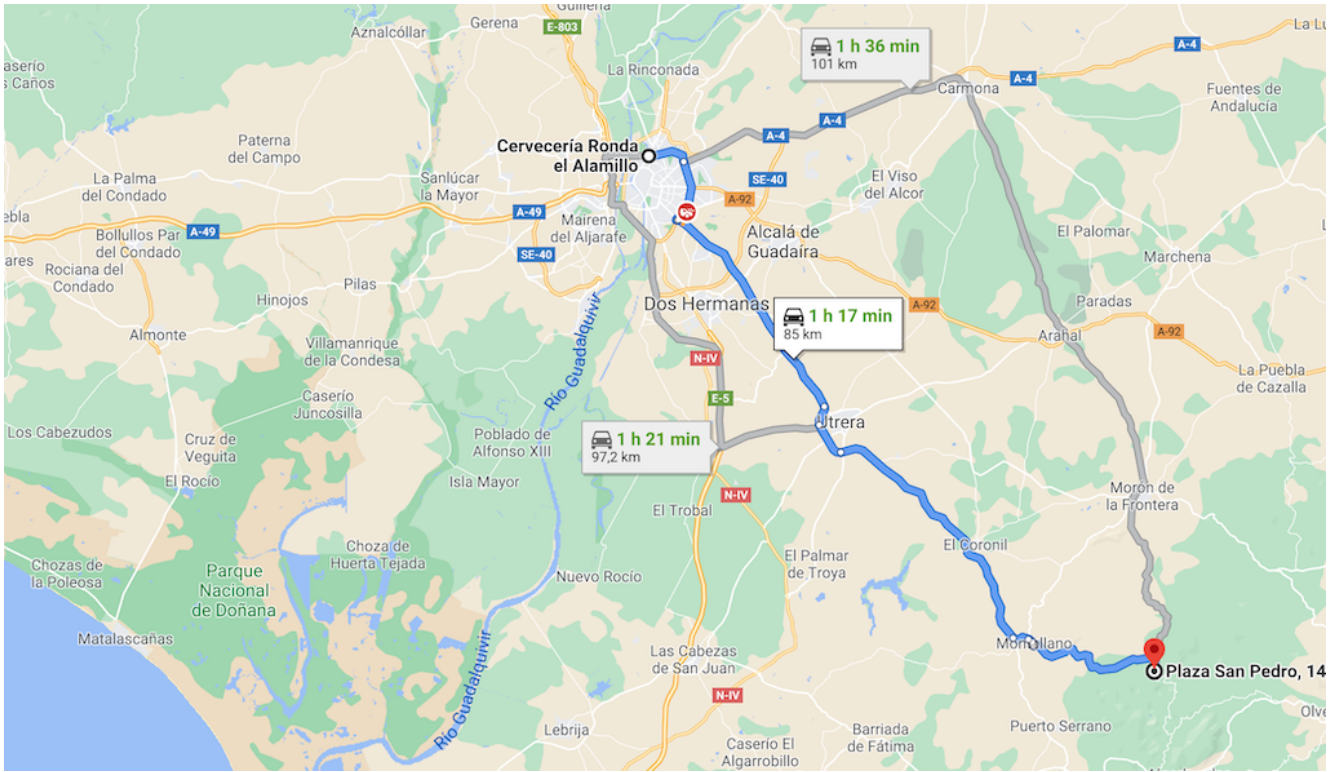 Guillena
Gerena
Aznalcóllar
E-803
La Rinconada
1 h 36 min
101 km
A-4
A-4
Carmona
Fuentes de
Andalucía
aserío
s Caños
Paterna
del Campo
Cervecería Ronda
el Alamillo
A-4
A-4
La Palma
del Condado
Sanlúcar
la Mayor
SE-40
El Viso
del Alcor
A-92
A-49
Mairena
del Aljarafe
Bollullos Par
del Condado
A-49
SE-40
Alcalá de
Guadaíra
El Palomar
Marchena
Rociana del
Condado
Hinojos
Pilas
Dos Hermanas
1 h 17 min
85 km
A-92
Paradas
Arahal
A-92
Almonte
Villamanrique
de la Condesa
Río Guadalquivir
N-IV
La Puebla
de Cazalla
Caserío
Juncosilla
E-5
Utrera
Los Cabezudos
Cruz de
Veguita
Poblado de
Alfonso XIII
1 h 21 min
97,2 km
El Rocío
Isla Mayor
N-IV
Morón de
la Frontera
El Trobal
Choza de
Huerta Tejada
El Coronil
Chozas de
la Poleosa
Parque
Nacional
de Doñana
Nuevo Rocío
El Palmar
de Troya
Matalascañas
Río Guadalquivir
Las Cabezas
de San Juan
Montellano
Plaza San Pedro, 14
N-IV
Lebrija
Barriada
de Fátima
Puerto Serrano
Caserío El
Algarrobillo